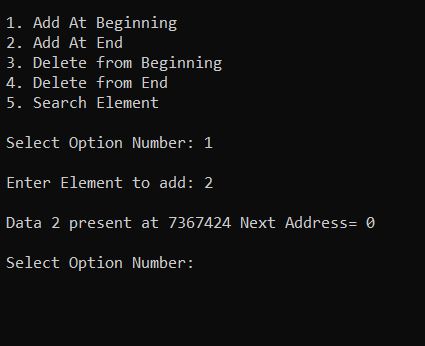 1. Add At Beginning
2. Add At End
3. Delete from Beginning
4. Delete from End
5. Search Element
Select Option Number: 1
Enter Element to add: 2
Data 2 present at 7367424 Next Address= 0
Select Option Number: